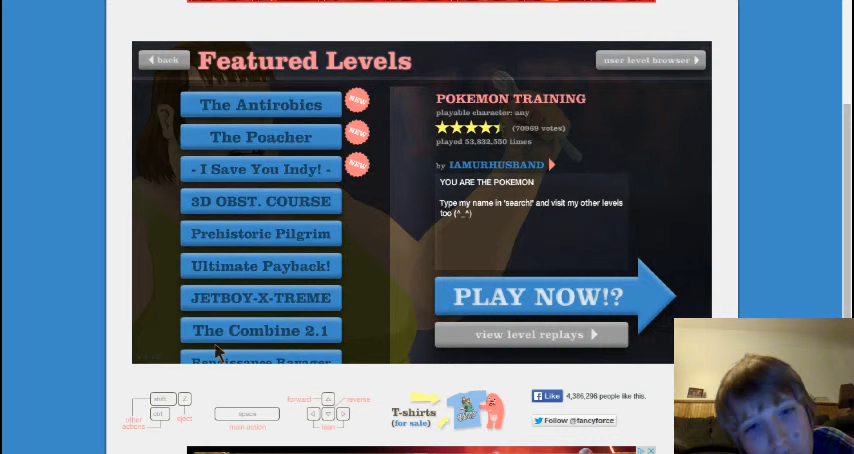 back
Featured Levels
user level browser
The Antirobics
NEW
The Poacher
NEW
- I Save You Indy! -
NEW
3D OBST. COURSE
Prehistoric Pilgrim
Ultimate Payback!
JETBOY-X-TREME
The Combine 2.1
Renaissance Ravager
POKEMON TRAINING
playable character: any
(70969 votes)
played 53,832,550 times
by IAMURHUSBAND
YOU ARE THE POKEMON
Type my name in 'search!' and visit my other levels
too (^_^)
PLAY NOW!?
view level replays
shift
Z
ctrl
eject
other
actions
space
main action
forward
reverse
lean
T-shirts
(for sale)
Like
4,386,296 people like this.
Follow @fancyforce